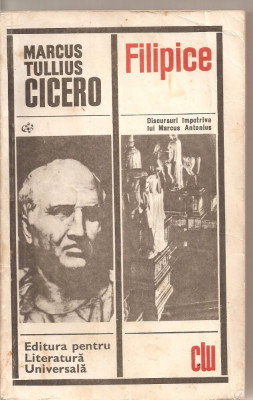 MARCUS
TULLIUS
CICERO
Filipice
Discursuri împotriva
lui Marcus Antonius
Editura pentru
Literatură
Universală
clu